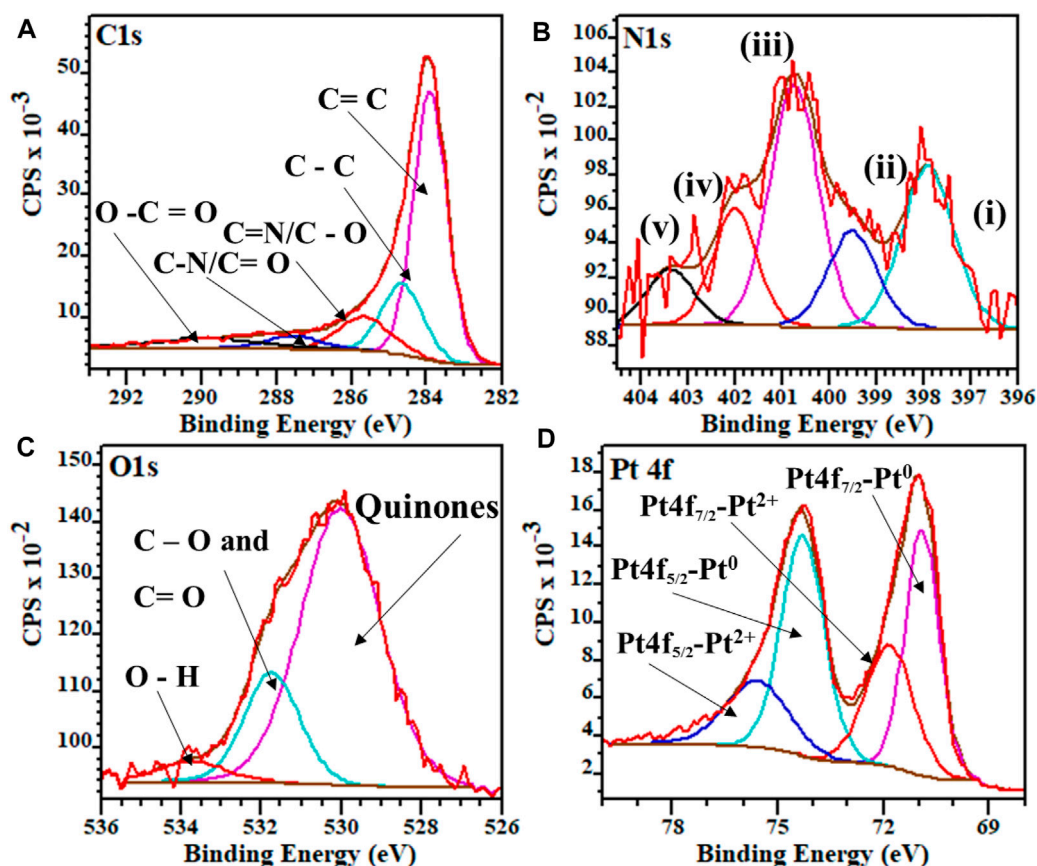 A
C1s
CPS x 10⁻³
50
40
30
20
10
C= C
C - C
O -C = O
C=N/C - O
C-N/C= O
292 290 288 286 284 282
Binding Energy (eV)
B
N1s
CPS x 10⁻²
106
104
102
100
98
96
94
92
90
88
(iii)
(ii)
(iv)
(i)
(v)
404 403 402 401 400 399 398 397 396
Binding Energy (eV)
C
O1s
CPS x 10⁻²
150
140
130
120
110
100
Quinones
C – O and
C= O
O - H
536 534 532 530 528 526
Binding Energy (eV)
D
Pt 4f
CPS x 10⁻³
18
16
14
12
10
8
6
4
2
Pt4f₇/₂-Pt⁰
Pt4f₇/₂-Pt²⁺
Pt4f₅/₂-Pt⁰
Pt4f₅/₂-Pt²⁺
78 75 72 69
Binding Energy (eV)